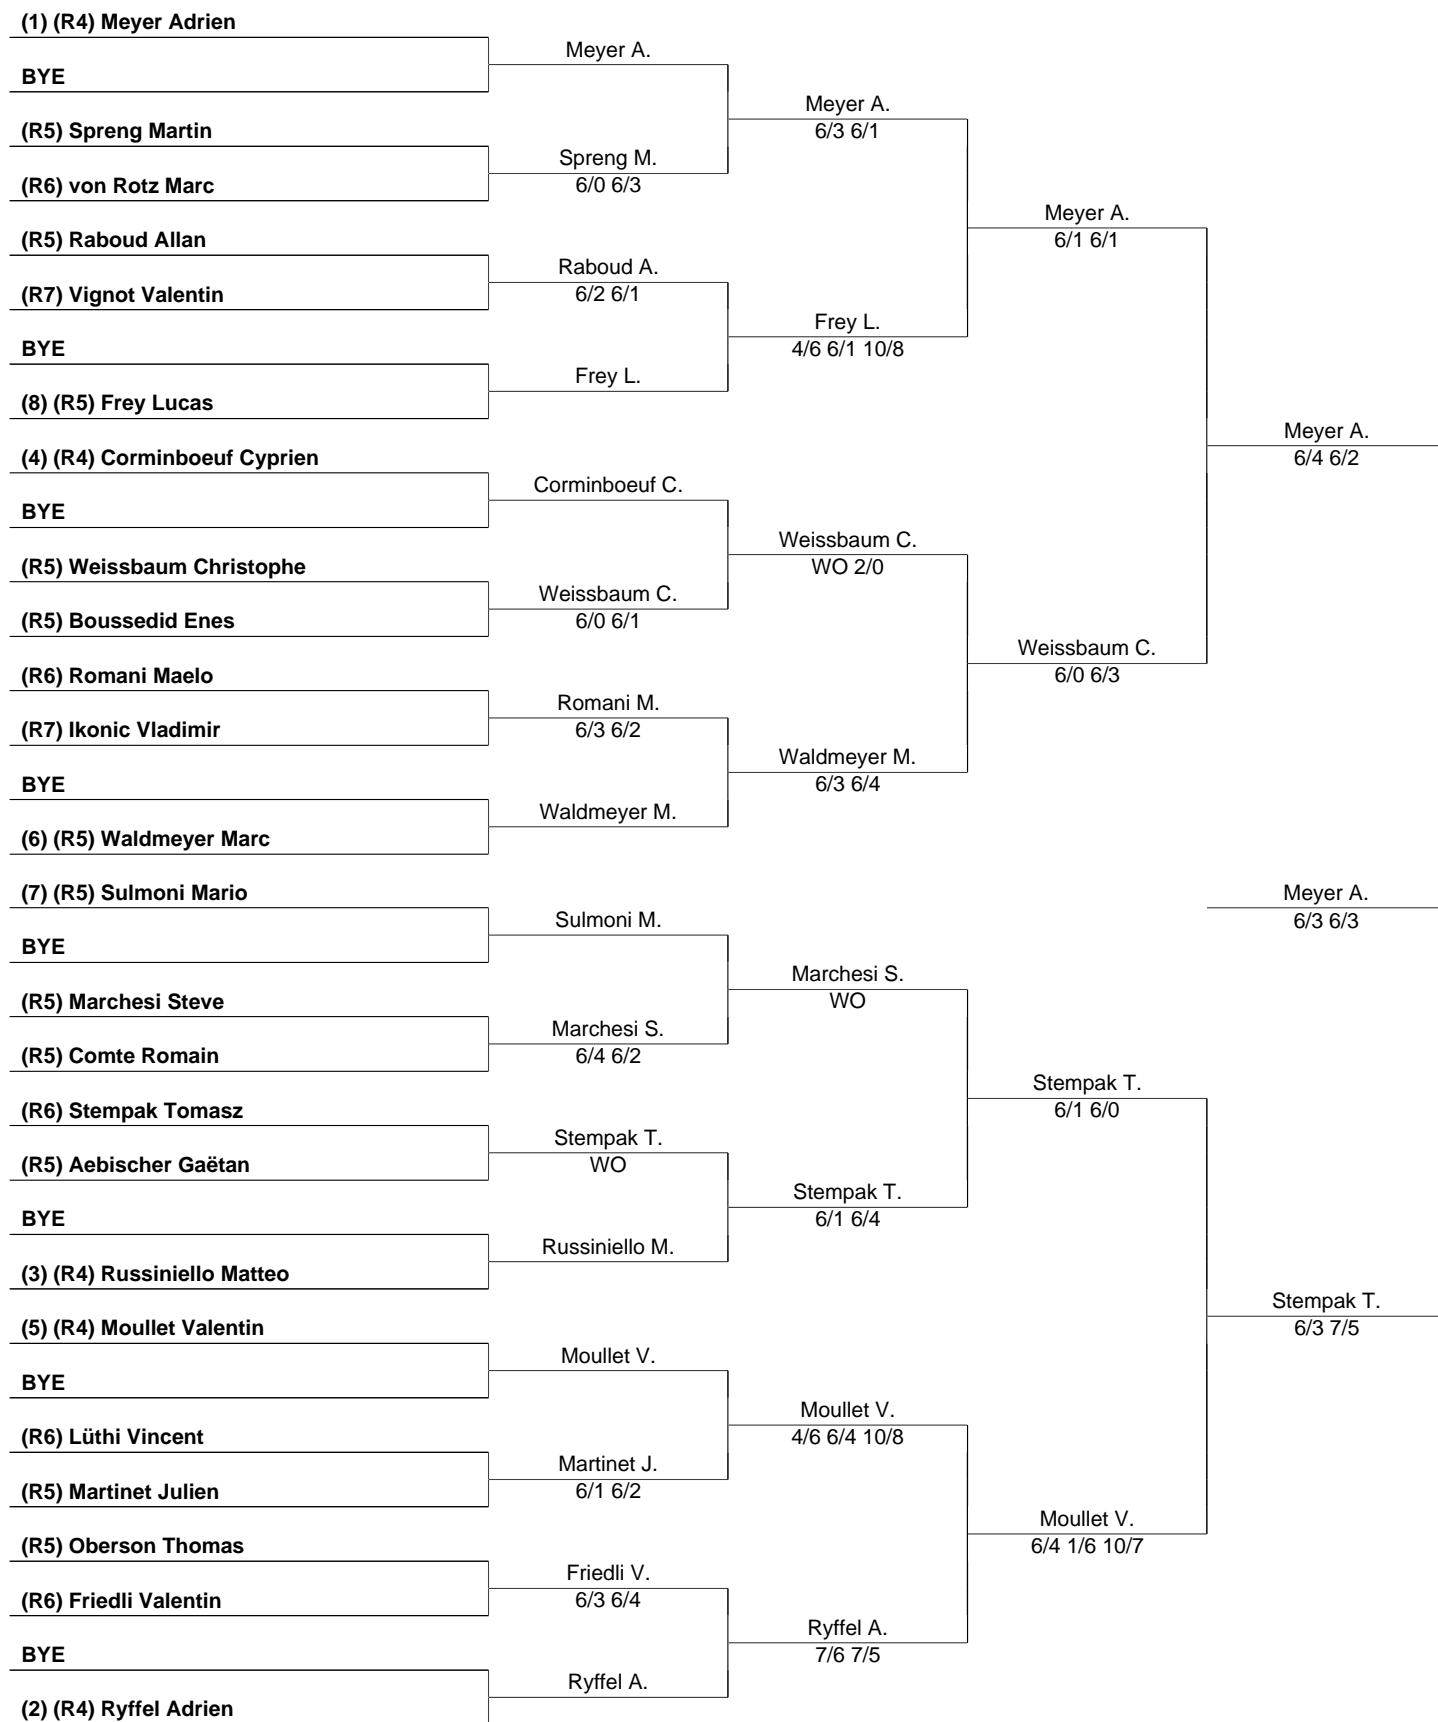 (1) (R4) Meyer Adrien
Meyer A.
BYE
Meyer A.
6/3 6/1
(R5) Spreng Martin
Spreng M.
6/0 6/3
(R6) von Rotz Marc
Meyer A.
6/1 6/1
(R5) Raboud Allan
Raboud A.
6/2 6/1
(R7) Vignot Valentin
Frey L.
4/6 6/1 10/8
BYE
Frey L.
(8) (R5) Frey Lucas
Meyer A.
6/4 6/2
(4) (R4) Corminboeuf Cyprien
Corminboeuf C.
BYE
Weissbaum C.
WO 2/0
(R5) Weissbaum Christophe
Weissbaum C.
6/0 6/1
(R5) Boussedid Enes
Weissbaum C.
6/0 6/3
(R6) Romani Maelo
Romani M.
6/3 6/2
(R7) Ikonic Vladimir
Waldmeyer M.
6/3 6/4
BYE
Waldmeyer M.
(6) (R5) Waldmeyer Marc
(7) (R5) Sulmoni Mario
Meyer A.
6/3 6/3
Sulmoni M.
BYE
Marchesi S.
WO
(R5) Marchesi Steve
Marchesi S.
6/4 6/2
(R5) Comte Romain
Stempak T.
6/1 6/0
(R6) Stempak Tomasz
Stempak T.
WO
(R5) Aebischer Gaëtan
Stempak T.
6/1 6/4
BYE
Russiniello M.
(3) (R4) Russiniello Matteo
Stempak T.
6/3 7/5
(5) (R4) Moullet Valentin
Moullet V.
BYE
Moullet V.
4/6 6/4 10/8
(R6) Lüthi Vincent
Martinet J.
6/1 6/2
(R5) Martinet Julien
Moullet V.
6/4 1/6 10/7
(R5) Oberson Thomas
Friedli V.
6/3 6/4
(R6) Friedli Valentin
Ryffel A.
7/6 7/5
BYE
Ryffel A.
(2) (R4) Ryffel Adrien